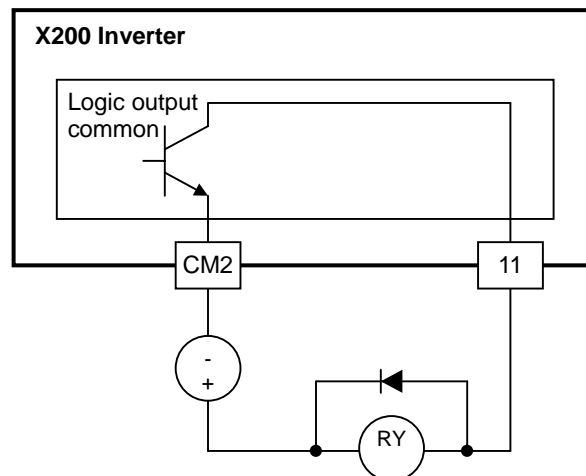 X200 Inverter
Logic output
common
CM2
11
-
+
RY